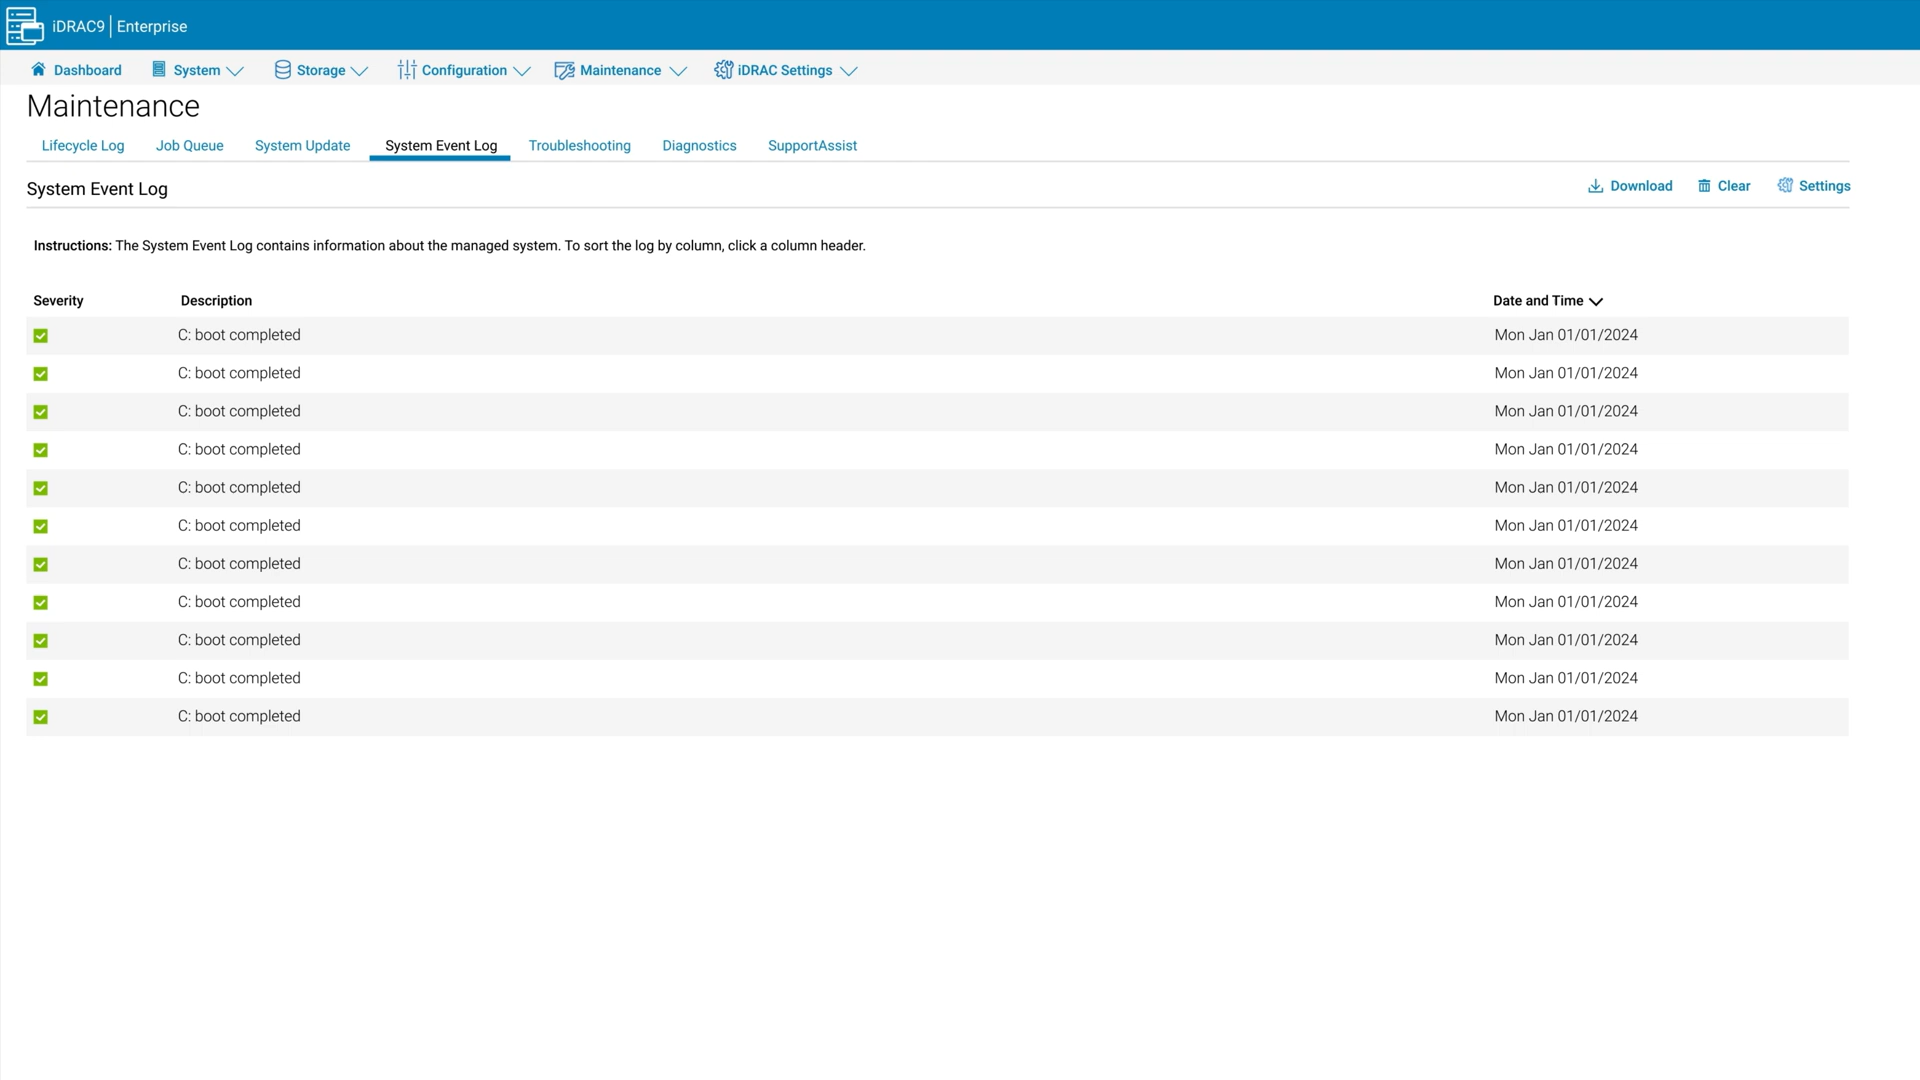 iDRAC9 | Enterprise
Dashboard System Storage Configuration Maintenance iDRAC Settings
Maintenance
Lifecycle Log Job Queue System Update System Event Log Troubleshooting Diagnostics SupportAssist
System Event Log Download Clear Settings
Instructions: The System Event Log contains information about the managed system. To sort the log by column, click a column header.
Severity Description Date and Time
C: boot completed Mon Jan 01/01/2024
C: boot completed Mon Jan 01/01/2024
C: boot completed Mon Jan 01/01/2024
C: boot completed Mon Jan 01/01/2024
C: boot completed Mon Jan 01/01/2024
C: boot completed Mon Jan 01/01/2024
C: boot completed Mon Jan 01/01/2024
C: boot completed Mon Jan 01/01/2024
C: boot completed Mon Jan 01/01/2024
C: boot completed Mon Jan 01/01/2024
C: boot completed Mon Jan 01/01/2024